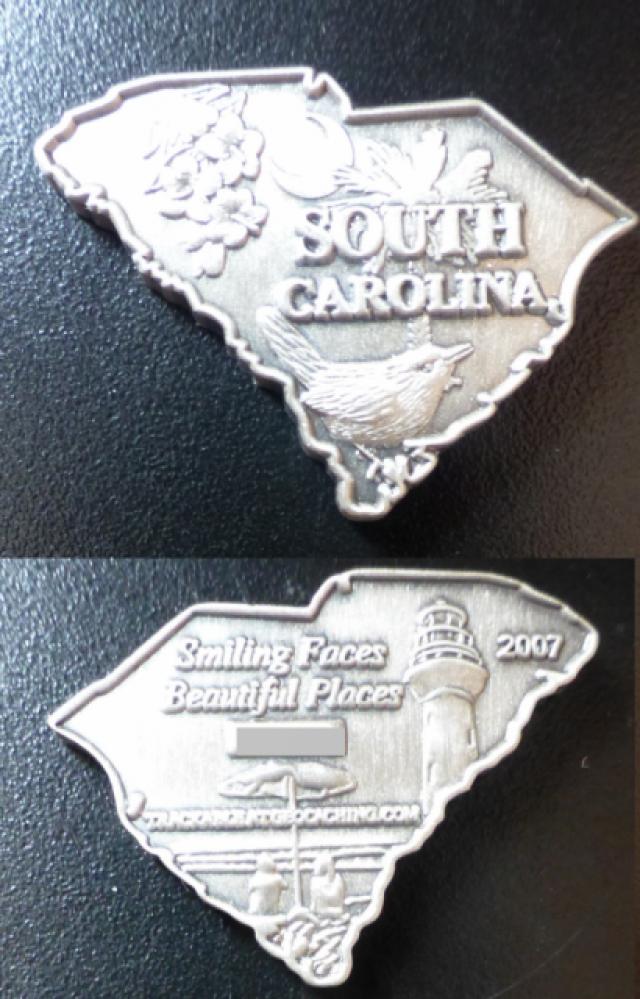 SOUTH
CAROLINA
Smiling Faces
2007
Beautiful Places
TRACKABLE AT GEOCACHING.COM